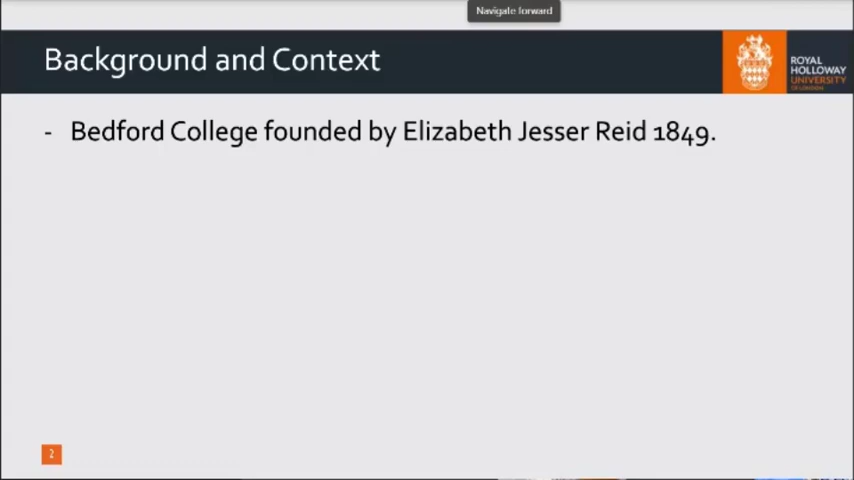 Navigate forward
Background and Context
ROYAL
HOLLOWAY
UNIVERSITY
OF LONDON
- Bedford College founded by Elizabeth Jesser Reid 1849.
2